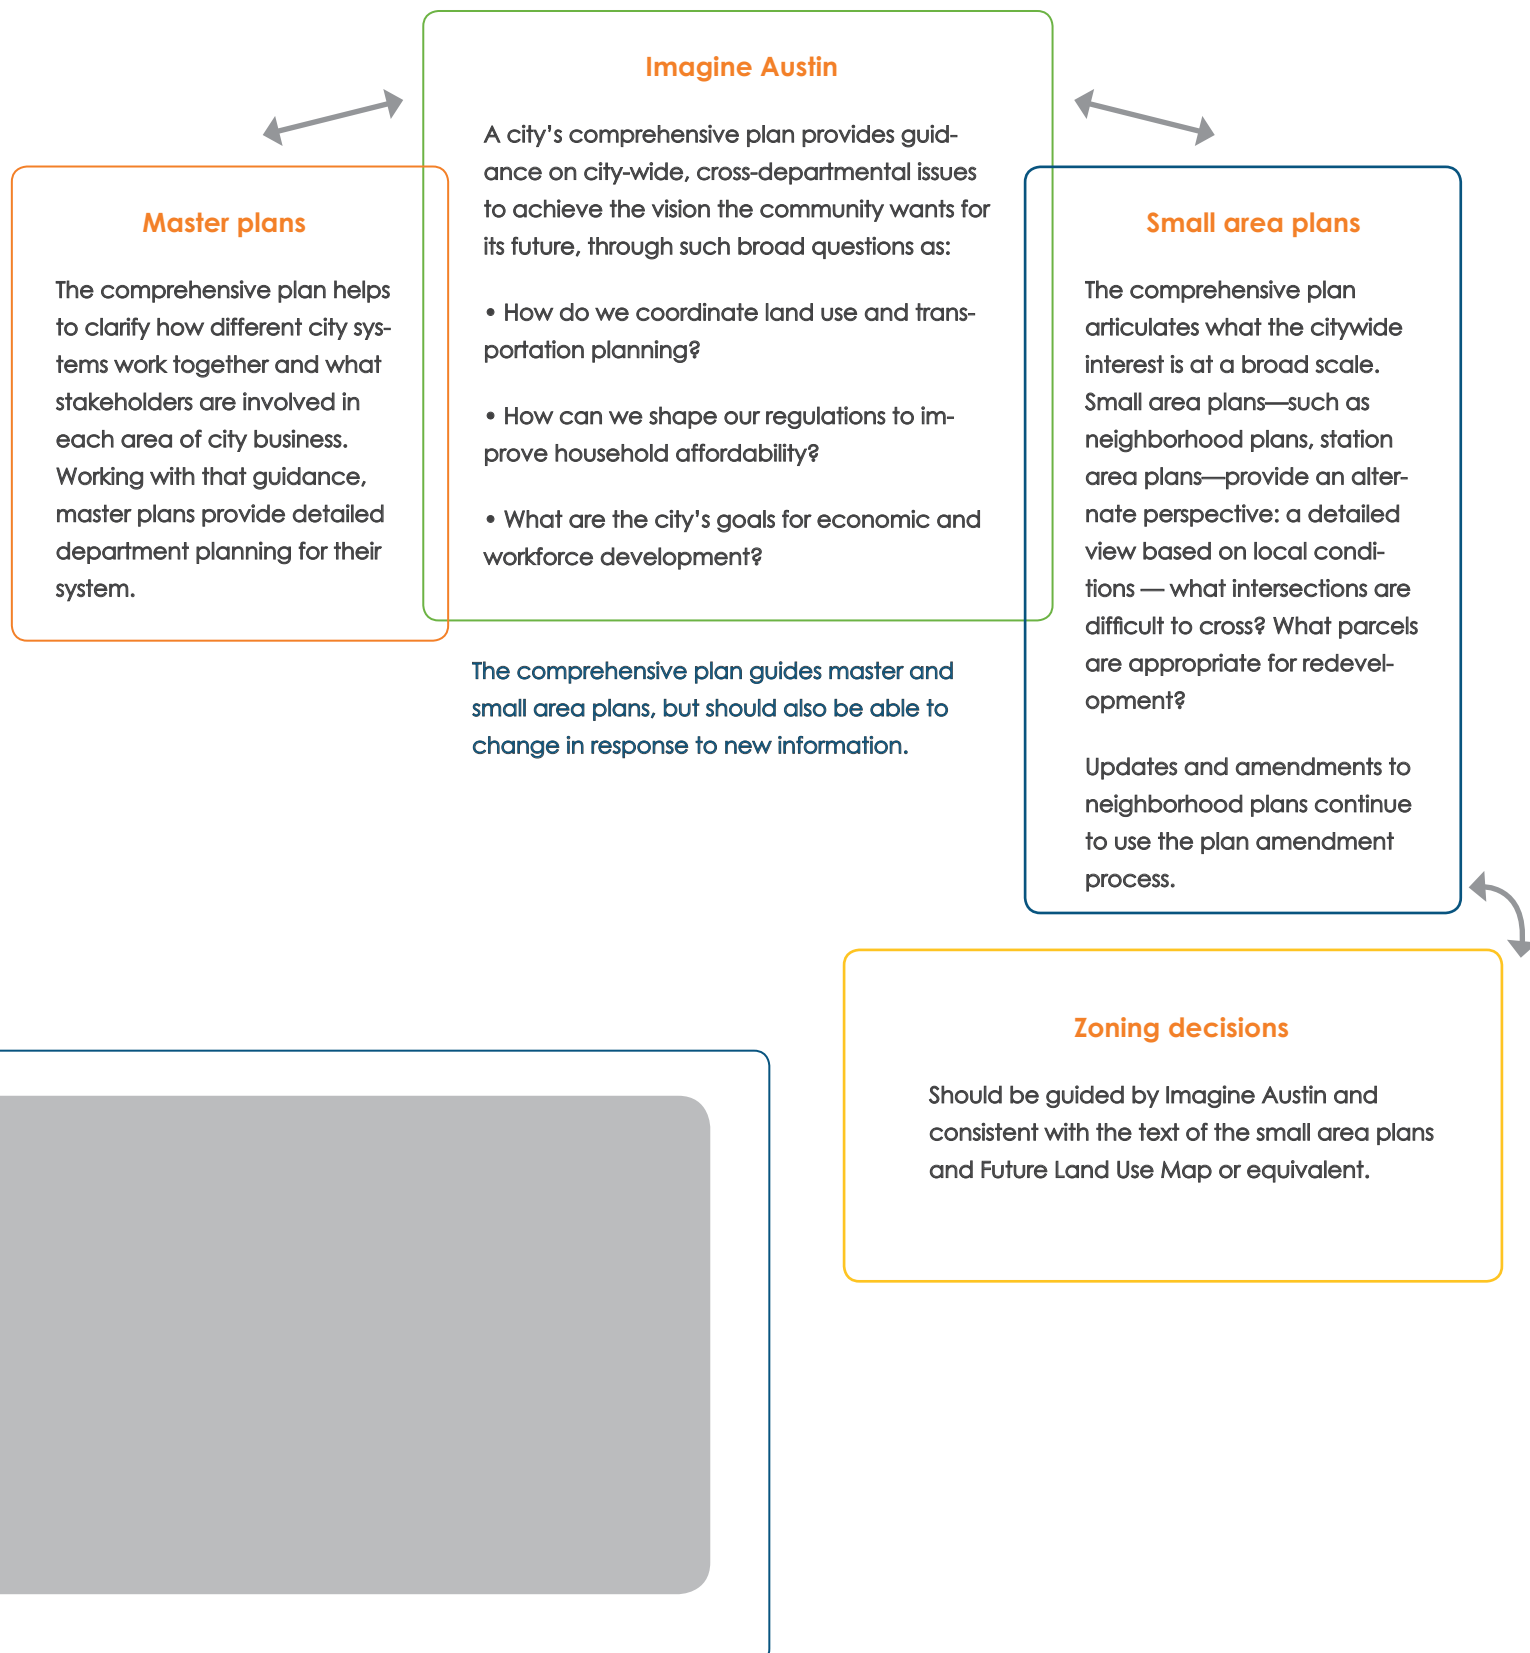 Imagine Austin
A city's comprehensive plan provides guid-
ance on city-wide, cross-departmental issues
to achieve the vision the community wants for
its future, through such broad questions as:
• How do we coordinate land use and trans-
portation planning?
• How can we shape our regulations to im-
prove household affordability?
• What are the city's goals for economic and
workforce development?
Master plans
The comprehensive plan helps
to clarify how different city sys-
tems work together and what
stakeholders are involved in
each area of city business.
Working with that guidance,
master plans provide detailed
department planning for their
system.
Small area plans
The comprehensive plan
articulates what the citywide
interest is at a broad scale.
Small area plans—such as
neighborhood plans, station
area plans—provide an alter-
nate perspective: a detailed
view based on local condi-
tions — what intersections are
difficult to cross? What parcels
are appropriate for redevel-
opment?
Updates and amendments to
neighborhood plans continue
to use the plan amendment
process.
The comprehensive plan guides master and
small area plans, but should also be able to
change in response to new information.
Zoning decisions
Should be guided by Imagine Austin and
consistent with the text of the small area plans
and Future Land Use Map or equivalent.